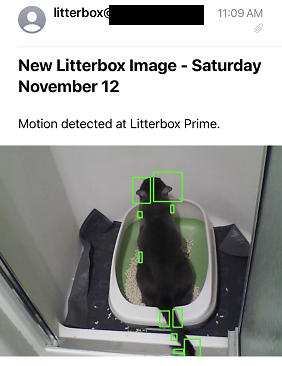 litterbox@
11:09 AM
New Litterbox Image - Saturday
November 12
Motion detected at Litterbox Prime.